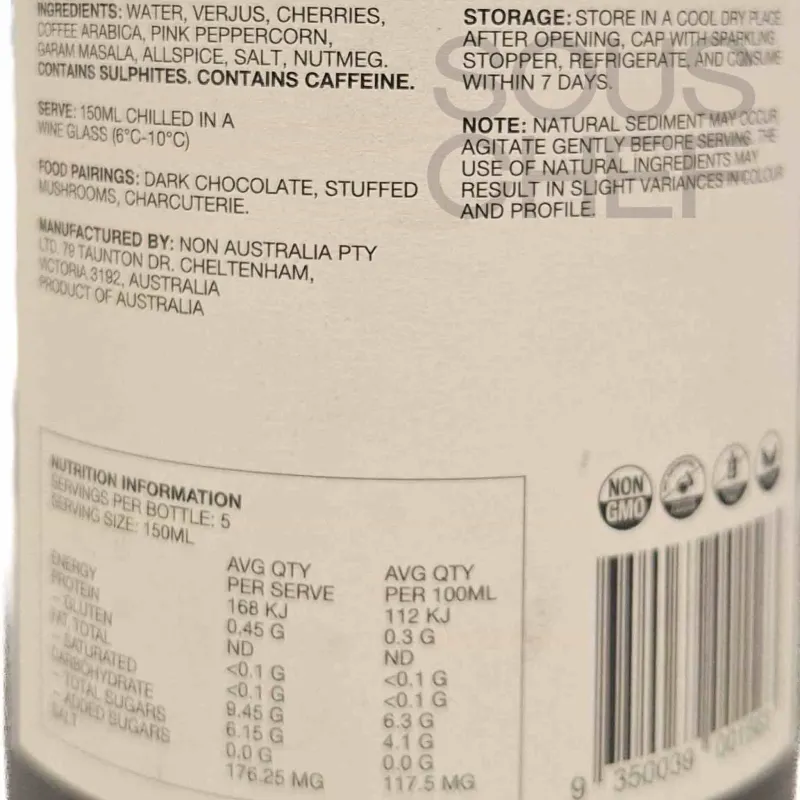 INGREDIENTS: WATER, VERJUS, CHERRIES,
COFFEE ARABICA, PINK PEPPERCORN,
GARAM MASALA, ALLSPICE, SALT, NUTMEG.
CONTAINS SULPHITES. CONTAINS CAFFEINE.
SERVE: 150ML CHILLED IN A
WINE GLASS (6°C-10°C)
FOOD PAIRINGS: DARK CHOCOLATE, STUFFED
MUSHROOMS, CHARCUTERIE.
MANUFACTURED BY: NON AUSTRALIA PTY
LTD. 79 TAUNTON DR. CHELTENHAM,
VICTORIA 3192, AUSTRALIA
PRODUCT OF AUSTRALIA
STORAGE: STORE IN A COOL DRY PLACE
AFTER OPENING, CAP WITH SPARKLING
STOPPER, REFRIGERATE, AND CONSUME
WITHIN 7 DAYS.
NOTE: NATURAL SEDIMENT MAY OCCUR
AGITATE GENTLY BEFORE SERVING. THE
USE OF NATURAL INGREDIENTS MAY
RESULT IN SLIGHT VARIANCES IN COLOUR
AND PROFILE.
SOUS
CHEF
NUTRITION INFORMATION
SERVINGS PER BOTTLE: 5
SERVING SIZE: 150ML
AVG QTY PER SERVE AVG QTY PER 100ML
ENERGY 168 KJ 112 KJ
PROTEIN 0.45 G 0.3 G
- GLUTEN ND ND
FAT TOTAL <0.1 G <0.1 G
- SATURATED <0.1 G <0.1 G
CARBOHYDRATE 9.45 G 6.3 G
- TOTAL SUGARS 6.15 G 4.1 G
- ADDED SUGARS 0.0 G 0.0 G
SALT 176.25 MG 117.5 MG
NON
GMO
9 350039